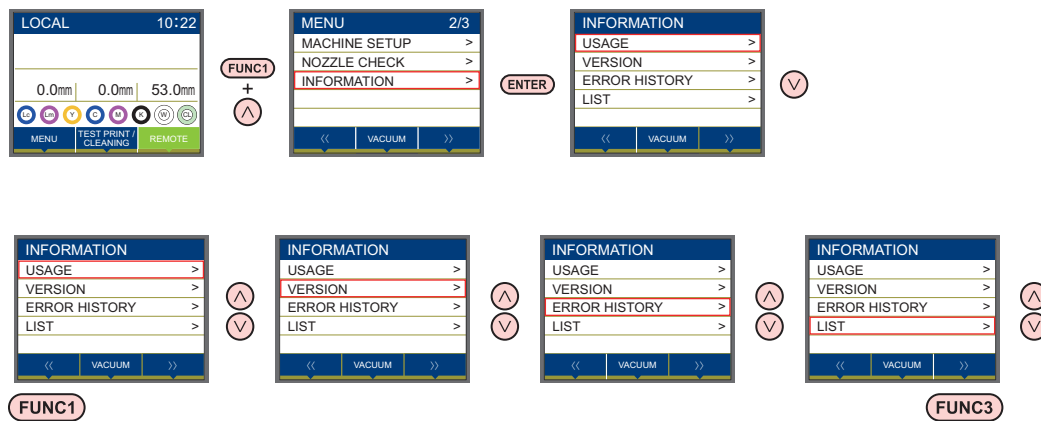 LOCAL 10:22
0.0mm 0.0mm 53.0mm
Lc Lm Y C M K W CL
MENU TEST PRINT / CLEANING REMOTE
FUNC1
+
MENU 2/3
MACHINE SETUP >
NOZZLE CHECK >
INFORMATION >
<< VACUUM >>
ENTER
INFORMATION
USAGE >
VERSION >
ERROR HISTORY >
LIST >
<< VACUUM >>
INFORMATION
USAGE >
VERSION >
ERROR HISTORY >
LIST >
<< VACUUM >>
FUNC1
INFORMATION
USAGE >
VERSION >
ERROR HISTORY >
LIST >
<< VACUUM >>
INFORMATION
USAGE >
VERSION >
ERROR HISTORY >
LIST >
<< VACUUM >>
INFORMATION
USAGE >
VERSION >
ERROR HISTORY >
LIST >
<< VACUUM >>
FUNC3